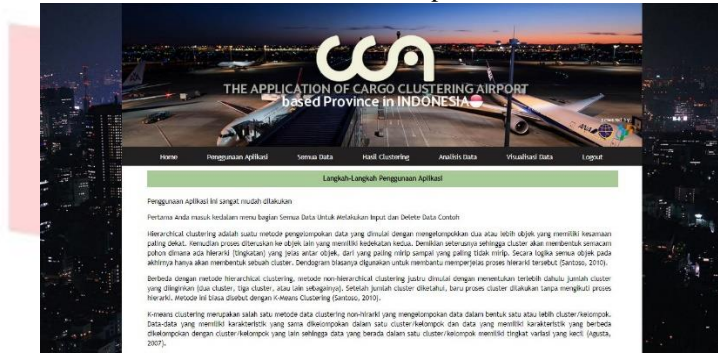 CCA
THE APPLICATION OF CARGO CLUSTERING AIRPORT
based Province in INDONESIA
Home Penggunaan Aplikasi Semua Data Hasil Clustering Analisis Data Visualisasi Data Logout
Langkah-Langkah Penggunaan Aplikasi
Penggunaan Aplikasi ini sangat mudah dilakukan
Pertama Anda masuk kedalam menu bagian Semua Data Untuk Melakukan Input dan Delete Data Contoh
Hierarchical clustering adalah suatu metode pengelompokan data yang dimulai dengan mengelompokkan dua atau lebih objek yang memiliki kesamaan
paling dekat. Kemudian proses diteruskan ke objek lain yang memiliki kedekatan kedua. Demikian seterusnya sehingga cluster akan membentuk semacam
pohon dimana ada hierarki (tingkatan) yang jelas antar objek, dari yang paling mirip sampai yang paling tidak mirip. Secara logika semua objek pada
akhirnya hanya akan membentuk sebuah cluster. Dendogram biasanya digunakan untuk membantu memperjelas proses hierarki tersebut (Santoso, 2010).
Berbeda dengan metode hierarchical clustering, metode non-hierarchical clustering justru dimulai dengan menentukan terlebih dahulu jumlah cluster
yang diinginkan (dua cluster, tiga cluster, atau lain sebagainya). Setelah jumlah cluster diketahui, baru proses cluster dilakukan tanpa mengikuti proses
hierarki. Metode ini biasa disebut dengan K-Means Clustering (Santoso, 2010).
K-means clustering merupakan salah satu metode data clustering non-hirarki yang mengelompokan data dalam bentuk satu atau lebih cluster/kelompok.
Data-data yang memiliki karakteristik yang sama dikelompokan dalam satu cluster/kelompok dan data yang memiliki karakteristik yang berbeda
dikelompokan dengan cluster/kelompok yang lain sehingga data yang berada dalam satu cluster/kelompok memiliki tingkat variasi yang kecil (Agusta,
2007).